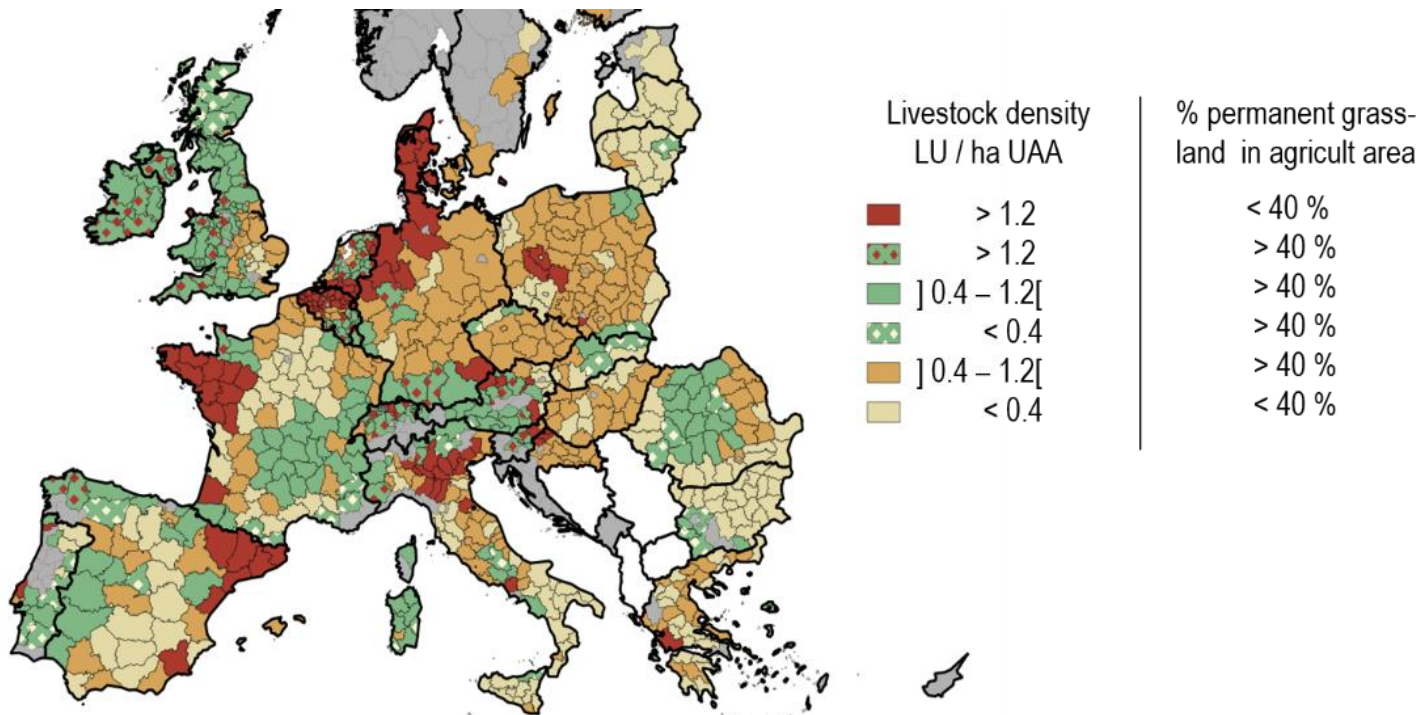 Livestock density
LU / ha UAA
% permanent grass-
land in agricult area
> 1.2 < 40 %
> 1.2 > 40 %
] 0.4 – 1.2[ > 40 %
< 0.4 > 40 %
] 0.4 – 1.2[ > 40 %
< 0.4 < 40 %